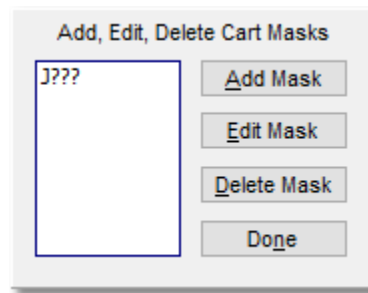 Add, Edit, Delete Cart Masks
J???
Add Mask
Edit Mask
Delete Mask
Done